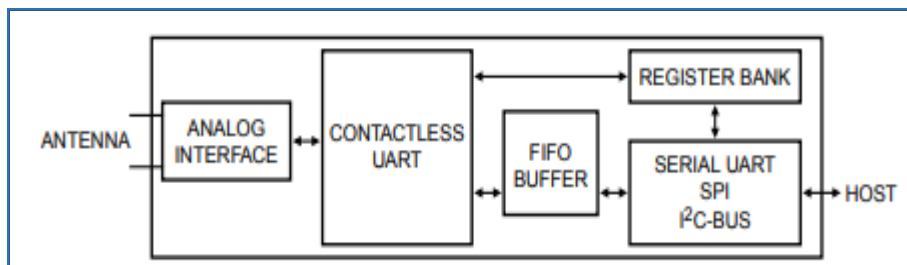 ANTENNA
ANALOG
INTERFACE
CONTACTLESS
UART
FIFO
BUFFER
REGISTER BANK
SERIAL UART
SPI
I²C-BUS
HOST